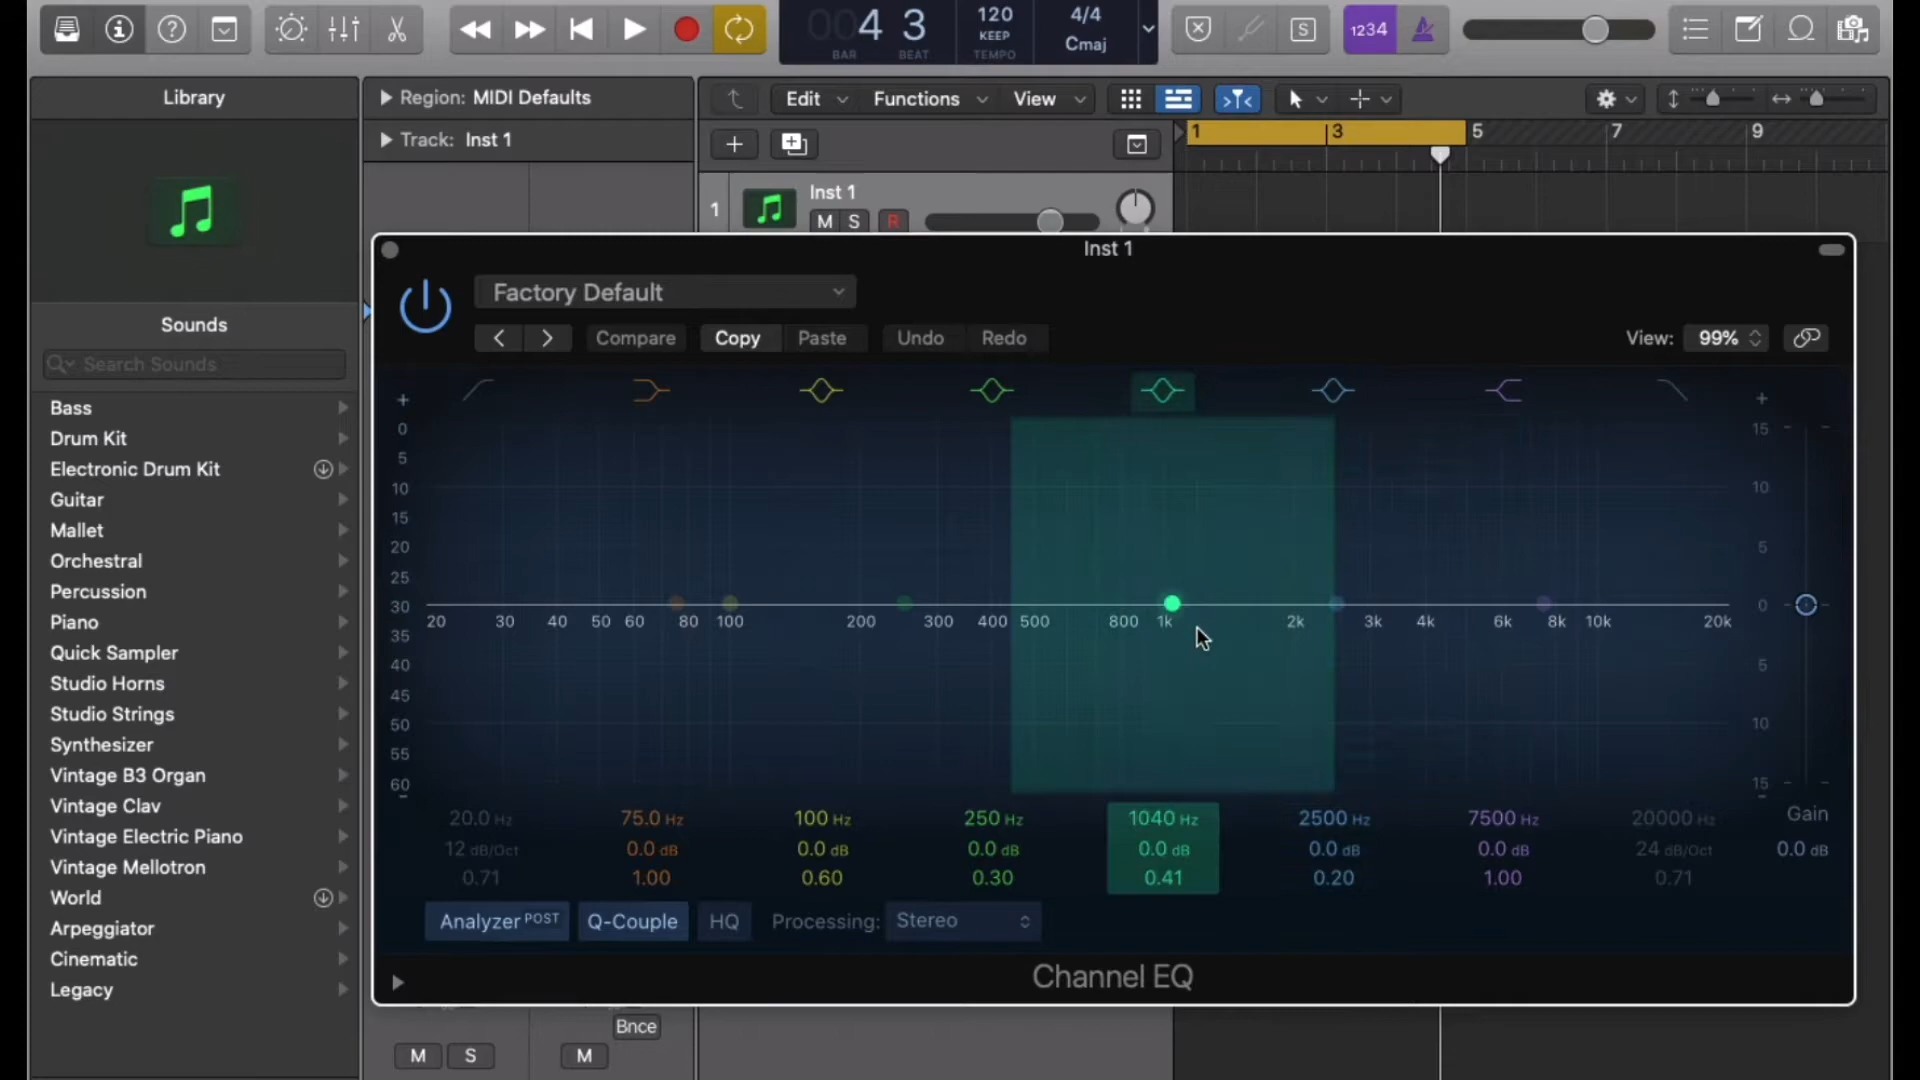 004 3
BAR BEAT
120
KEEP
TEMPO
4/4
Cmaj
S
1234
Library
Region: MIDI Defaults
Track: Inst 1
Edit Functions View
1 3 5 7 9
1
Inst 1
M S R
Sounds
Search Sounds
Bass
Drum Kit
Electronic Drum Kit
Guitar
Mallet
Orchestral
Percussion
Piano
Quick Sampler
Studio Horns
Studio Strings
Synthesizer
Vintage B3 Organ
Vintage Clav
Vintage Electric Piano
Vintage Mellotron
World
Arpeggiator
Cinematic
Legacy
Inst 1
Factory Default
Compare Copy Paste Undo Redo
View: 99%
+ +
0 15
5
10 10
15
20 5
25
30 0
20 30 40 50 60 80 100 200 300 400 500 800 1k 2k 3k 4k 6k 8k 10k 20k
35
40 5
45
50 10
55
60 15
- -
20.0 Hz 75.0 Hz 100 Hz 250 Hz 1040 Hz 2500 Hz 7500 Hz 20000 Hz Gain
12 dB/Oct 0.0 dB 0.0 dB 0.0 dB 0.0 dB 0.0 dB 0.0 dB 24 dB/Oct 0.0 dB
0.71 1.00 0.60 0.30 0.41 0.20 1.00 0.71
Analyzer POST Q-Couple HQ Processing: Stereo
Channel EQ
Bnce
M S M